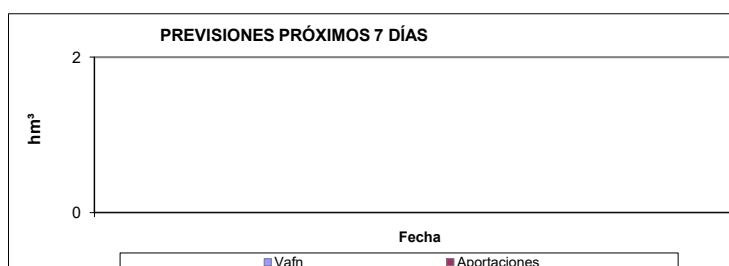 PREVISIONES PRÓXIMOS 7 DÍAS
2
hm³
0
Fecha
Vafn Aportaciones